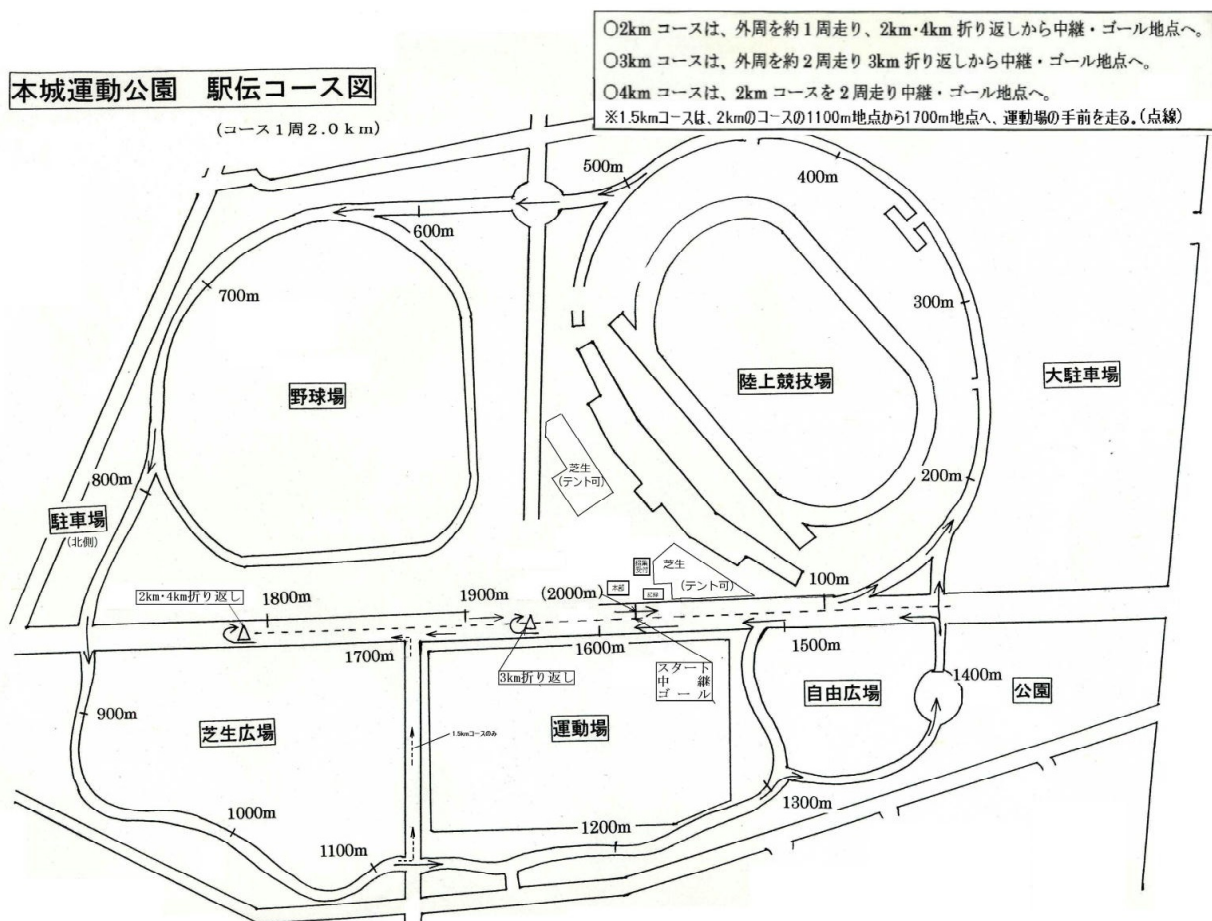 ○2km コースは、外周を約1周走り、2km・4km 折り返しから中継・ゴール地点へ。
○3km コースは、外周を約2周走り 3km 折り返しから中継・ゴール地点へ。
○4km コースは、2km コースを2周走り中継・ゴール地点へ。
※1.5kmコースは、2kmのコースの1100m地点から1700m地点へ、運動場の手前を走る。(点線)
本城運動公園 駅伝コース図
(コース1周2.0km)
500m
400m
600m
700m
300m
野球場
陸上競技場
大駐車場
800m
芝生
(テント可)
200m
駐車場
(北側)
芝生
(テント可)
本部
2km・4km折り返し
1800m
1900m
(2000m)
100m
1700m
3km折り返し
1600m
スタート
中継
ゴール
1500m
1400m
自由広場
公園
900m
芝生広場
1.5kmコースのみ
運動場
1300m
1000m
1200m
1100m